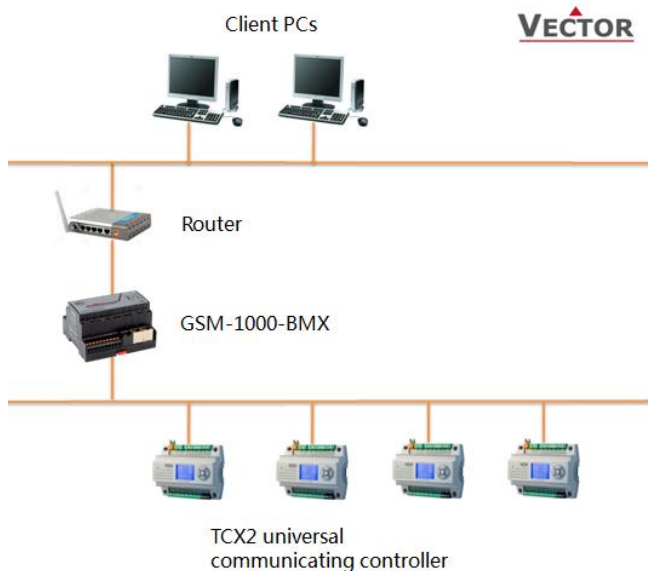 Client PCs
VECTOR
Router
GSM-1000-BMX
TCX2 universal
communicating controller